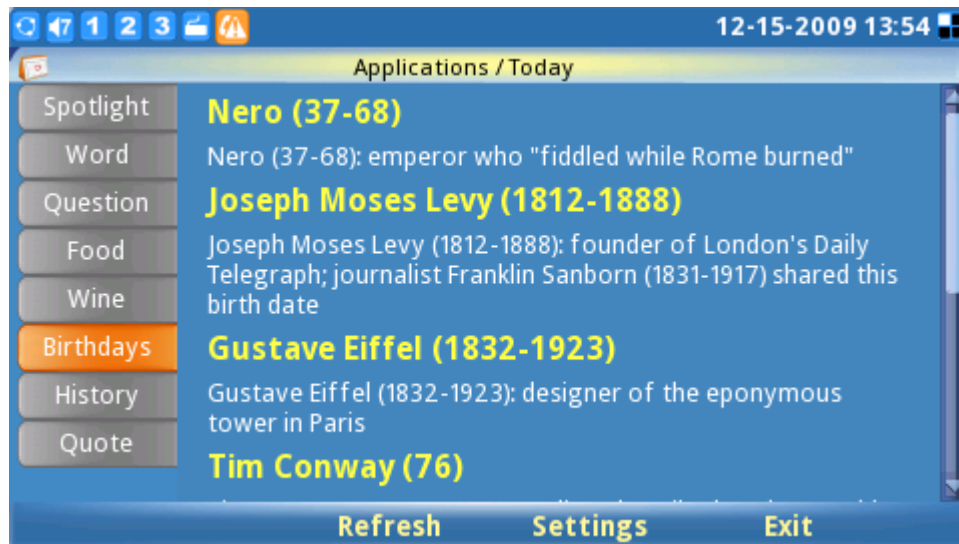 7 1 2 3 12-15-2009 13:54
Applications / Today
Spotlight
Word
Question
Food
Wine
Birthdays
History
Quote
Nero (37-68)
Nero (37-68): emperor who "fiddled while Rome burned"
Joseph Moses Levy (1812-1888)
Joseph Moses Levy (1812-1888): founder of London's Daily
Telegraph; journalist Franklin Sanborn (1831-1917) shared this
birth date
Gustave Eiffel (1832-1923)
Gustave Eiffel (1832-1923): designer of the eponymous
tower in Paris
Tim Conway (76)
Refresh Settings Exit